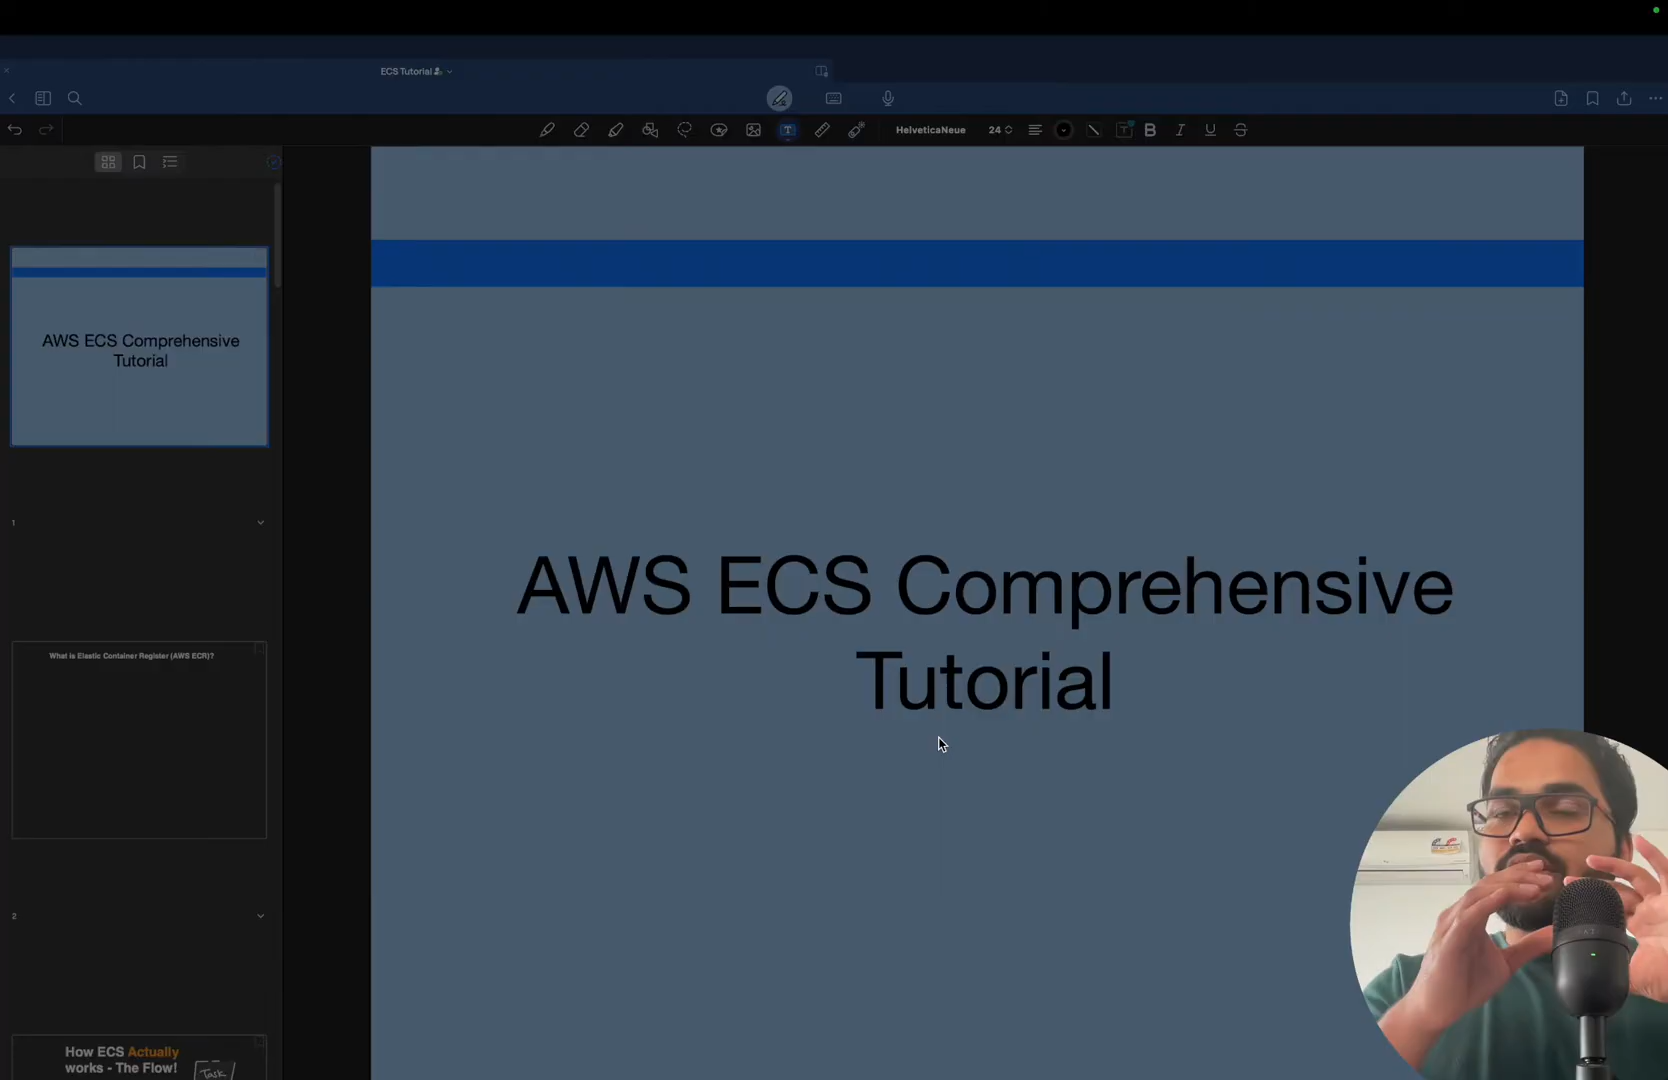 ECS Tutorial
HelveticaNeue
24
AWS ECS Comprehensive
Tutorial
1
What is Elastic Container Register (AWS ECR)?
2
How ECS Actually
works - The Flow!
Task
AWS ECS Comprehensive
Tutorial